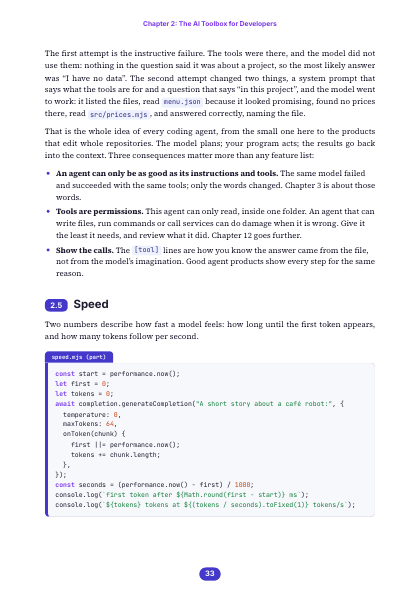 Chapter 2: The AI Toolbox for Developers
The first attempt is the instructive failure. The tools were there, and the model did not
use them: nothing in the question said it was about a project, so the most likely answer
was “I have no data”. The second attempt changed two things, a system prompt that
says what the tools are for and a question that says “in this project”, and the model went
to work: it listed the files, read menu.json because it looked promising, found no prices
there, read src/prices.mjs, and answered correctly, naming the file.
That is the whole idea of every coding agent, from the small one here to the products
that edit whole repositories. The model plans; your program acts; the results go back
into the context. Three consequences matter more than any feature list:
• An agent can only be as good as its instructions and tools. The same model failed
and succeeded with the same tools; only the words changed. Chapter 3 is about those
words.
• Tools are permissions. This agent can only read, inside one folder. An agent that can
write files, run commands or call services can do damage when it is wrong. Give it
the least it needs, and review what it did. Chapter 12 goes further.
• Show the calls. The [tool] lines are how you know the answer came from the file,
not from the model’s imagination. Good agent products show every step for the same
reason.
2.5 Speed
Two numbers describe how fast a model feels: how long until the first token appears,
and how many tokens follow per second.
speed.mjs (part)
const start = performance.now();
let first = 0;
let tokens = 0;
await completion.generateCompletion("A short story about a café robot:", {
  temperature: 0,
  maxTokens: 64,
  onToken(chunk) {
    first ||= performance.now();
    tokens += chunk.length;
  },
});
const seconds = (performance.now() - first) / 1000;
console.log(`first token after ${Math.round(first - start)} ms`);
console.log(`${tokens} tokens at ${(tokens / seconds).toFixed(1)} tokens/s`);
33